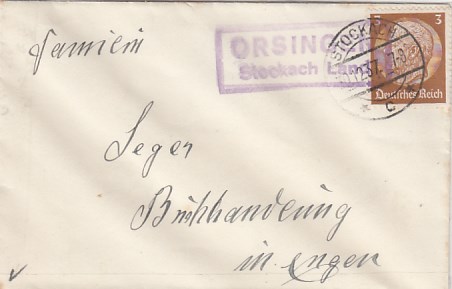 Familie
ORSINGEN
Stockach Land
STOCKACH
3
Deutsches Reich
Seger
Buchhandlung
in Engen